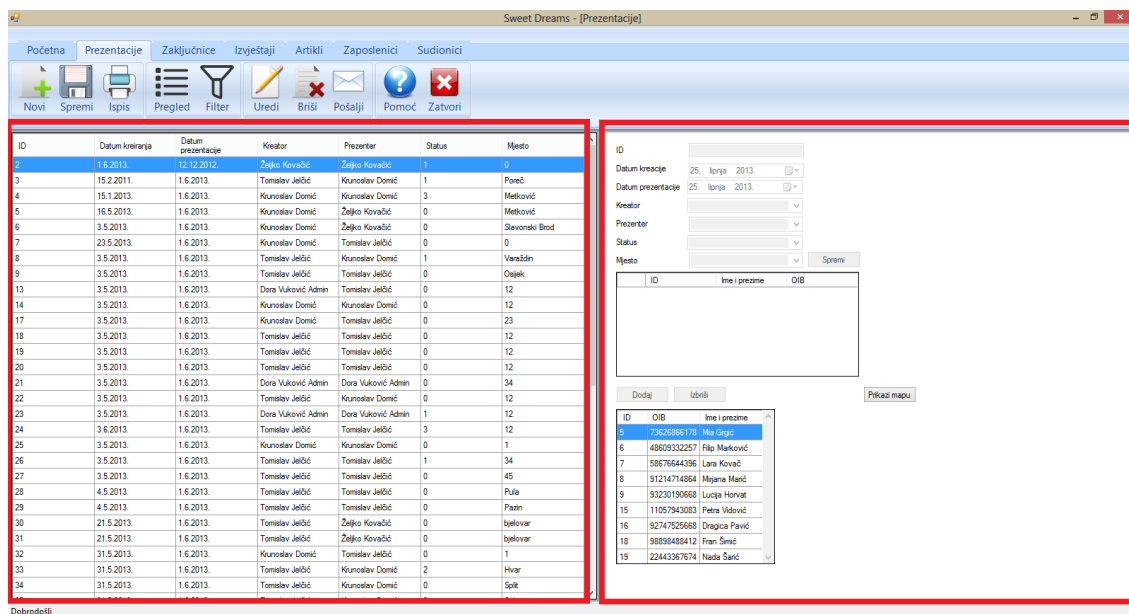 Sweet Dreams - [Prezentacije]
Početna Prezentacije Zaključnice Izvještaji Artikli Zaposlenici Sudionici
Novi Spremi Ispis Pregled Filter Uredi Briši Pošalji Pomoć Zatvori
ID Datum kreiranja Datum prezentacije Kreator Prezenter Status Mjesto
2 1.6.2013. 12.12.2012. Željko Kovačić Željko Kovačić 1 0
3 15.2.2011. 1.6.2013. Tomislav Jelčić Krunoslav Domić 1 Poreč
4 15.1.2013. 1.6.2013. Krunoslav Domić Krunoslav Domić 3 Metković
5 16.5.2013. 1.6.2013. Krunoslav Domić Željko Kovačić 0 Metković
6 3.5.2013. 1.6.2013. Krunoslav Domić Željko Kovačić 0 Slavonski Brod
7 23.5.2013. 1.6.2013. Krunoslav Domić Tomislav Jelčić 0 0
8 3.5.2013. 1.6.2013. Tomislav Jelčić Krunoslav Domić 1 Varaždin
9 3.5.2013. 1.6.2013. Tomislav Jelčić Tomislav Jelčić 0 Osijek
13 3.5.2013. 1.6.2013. Dora Vuković Admin Tomislav Jelčić 0 12
14 3.5.2013. 1.6.2013. Krunoslav Domić Krunoslav Domić 0 12
17 3.5.2013. 1.6.2013. Krunoslav Domić Tomislav Jelčić 0 23
18 3.5.2013. 1.6.2013. Tomislav Jelčić Tomislav Jelčić 0 12
19 3.5.2013. 1.6.2013. Tomislav Jelčić Tomislav Jelčić 0 12
20 3.5.2013. 1.6.2013. Tomislav Jelčić Tomislav Jelčić 0 12
21 3.5.2013. 1.6.2013. Dora Vuković Admin Dora Vuković Admin 0 34
22 3.5.2013. 1.6.2013. Tomislav Jelčić Krunoslav Domić 0 12
23 3.5.2013. 1.6.2013. Dora Vuković Admin Dora Vuković Admin 1 12
24 3.6.2013. 1.6.2013. Tomislav Jelčić Tomislav Jelčić 3 12
25 3.5.2013. 1.6.2013. Krunoslav Domić Krunoslav Domić 0 1
26 3.5.2013. 1.6.2013. Tomislav Jelčić Tomislav Jelčić 1 34
27 3.5.2013. 1.6.2013. Tomislav Jelčić Tomislav Jelčić 0 45
28 4.5.2013. 1.6.2013. Tomislav Jelčić Tomislav Jelčić 0 Pula
29 4.5.2013. 1.6.2013. Tomislav Jelčić Tomislav Jelčić 0 Pazin
30 21.5.2013. 1.6.2013. Tomislav Jelčić Željko Kovačić 0 bjelovar
31 21.5.2013. 1.6.2013. Tomislav Jelčić Željko Kovačić 0 bjelovar
32 31.5.2013. 1.6.2013. Krunoslav Domić Tomislav Jelčić 0 1
33 31.5.2013. 1.6.2013. Tomislav Jelčić Krunoslav Domić 2 Hvar
34 31.5.2013. 1.6.2013. Tomislav Jelčić Krunoslav Domić 0 Split
ID
Datum kreacije 25. lipnja 2013.
Datum prezentacije 25. lipnja 2013.
Kreator
Prezenter
Status
Mjesto Spremi
ID Ime i prezime OIB
Dodaj Izbriši Prikazi mapu
ID OIB Ime i prezime
5 73626866178 Mia Grgić
6 48609332257 Filip Marković
7 58676644396 Lara Kovač
8 91214714864 Mirjana Marić
9 93230190668 Lucija Horvat
15 11057943083 Petra Vidović
16 92747525668 Dragica Pavić
18 98898488412 Fran Šimić
19 22443367674 Nada Šarić
Dobrodošli